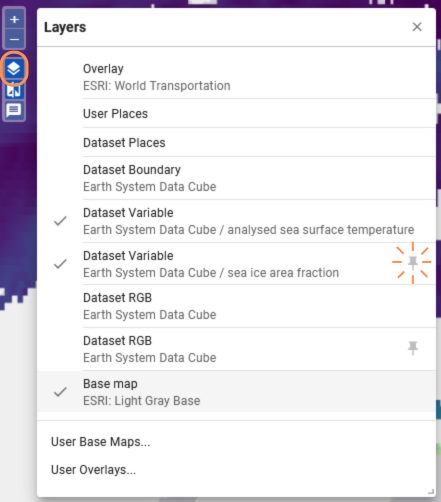 +
−
Layers
×
Overlay
ESRI: World Transportation
User Places
Dataset Places
Dataset Boundary
Earth System Data Cube
Dataset Variable
Earth System Data Cube / analysed sea surface temperature
Dataset Variable
Earth System Data Cube / sea ice area fraction
Dataset RGB
Earth System Data Cube
Dataset RGB
Earth System Data Cube
Base map
ESRI: Light Gray Base
User Base Maps...
User Overlays...